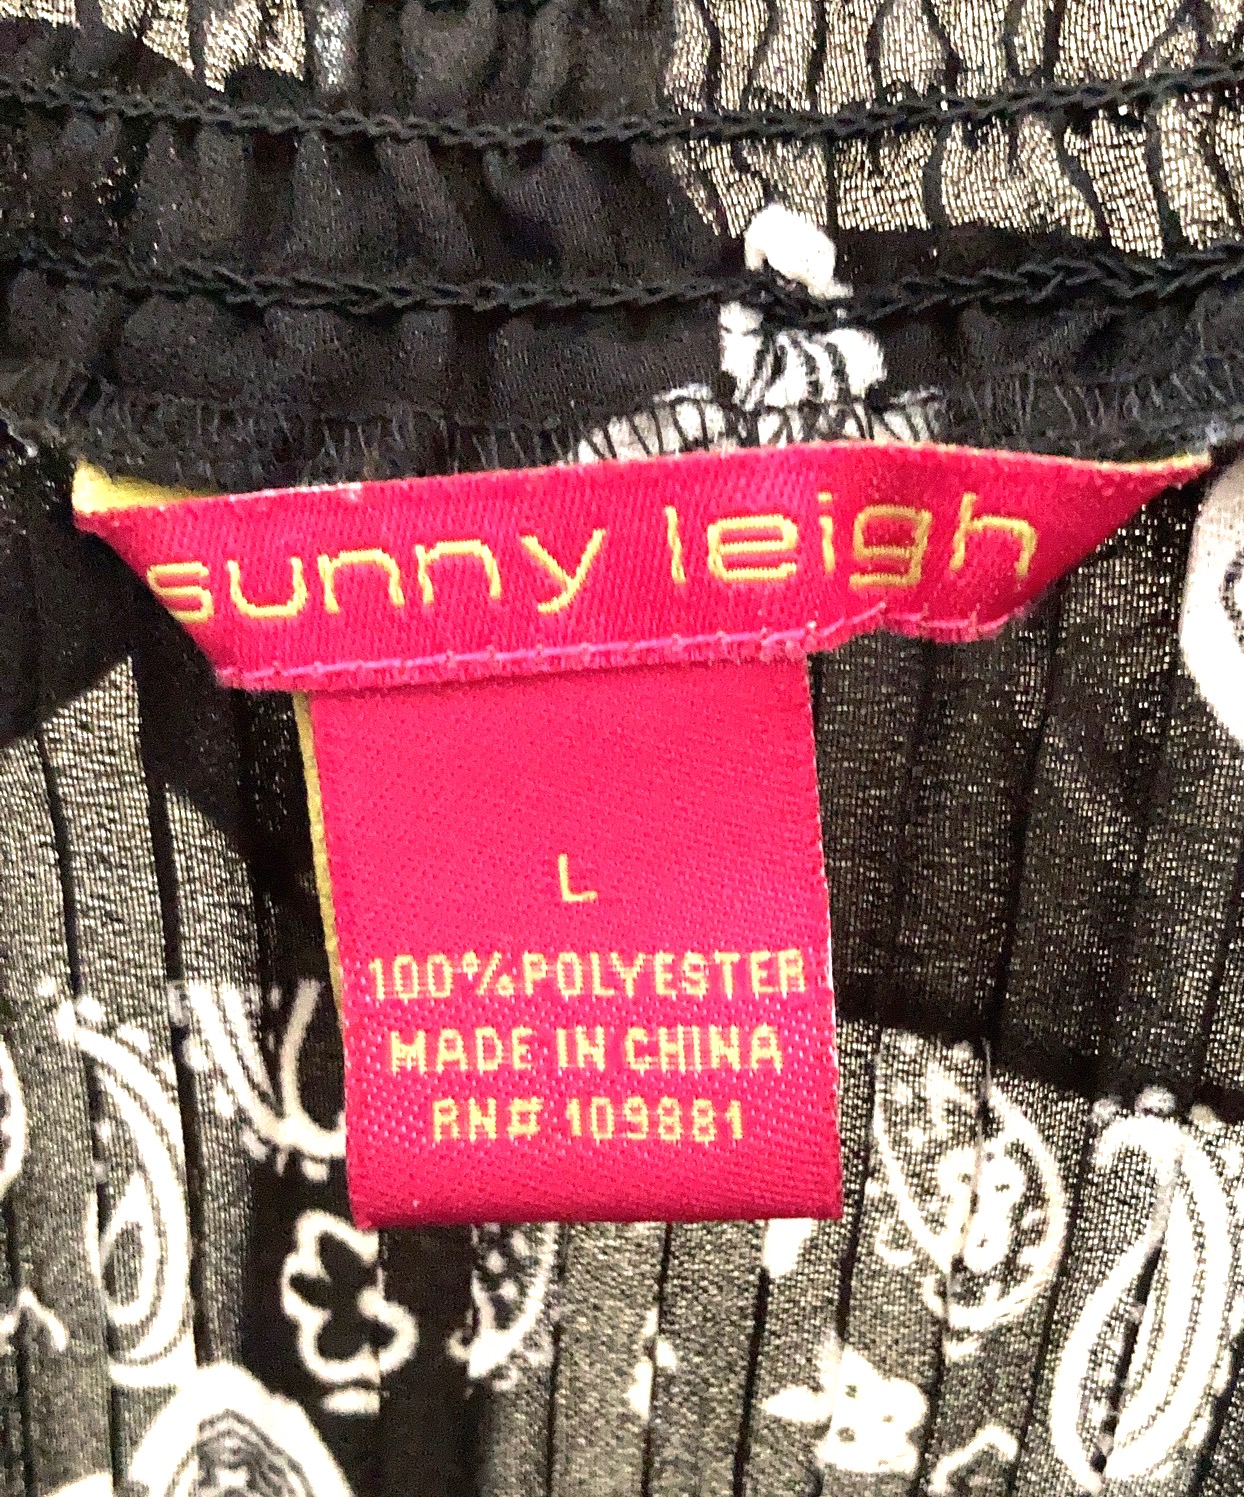 sunny leigh
L
100% POLYESTER
MADE IN CHINA
RN# 109881